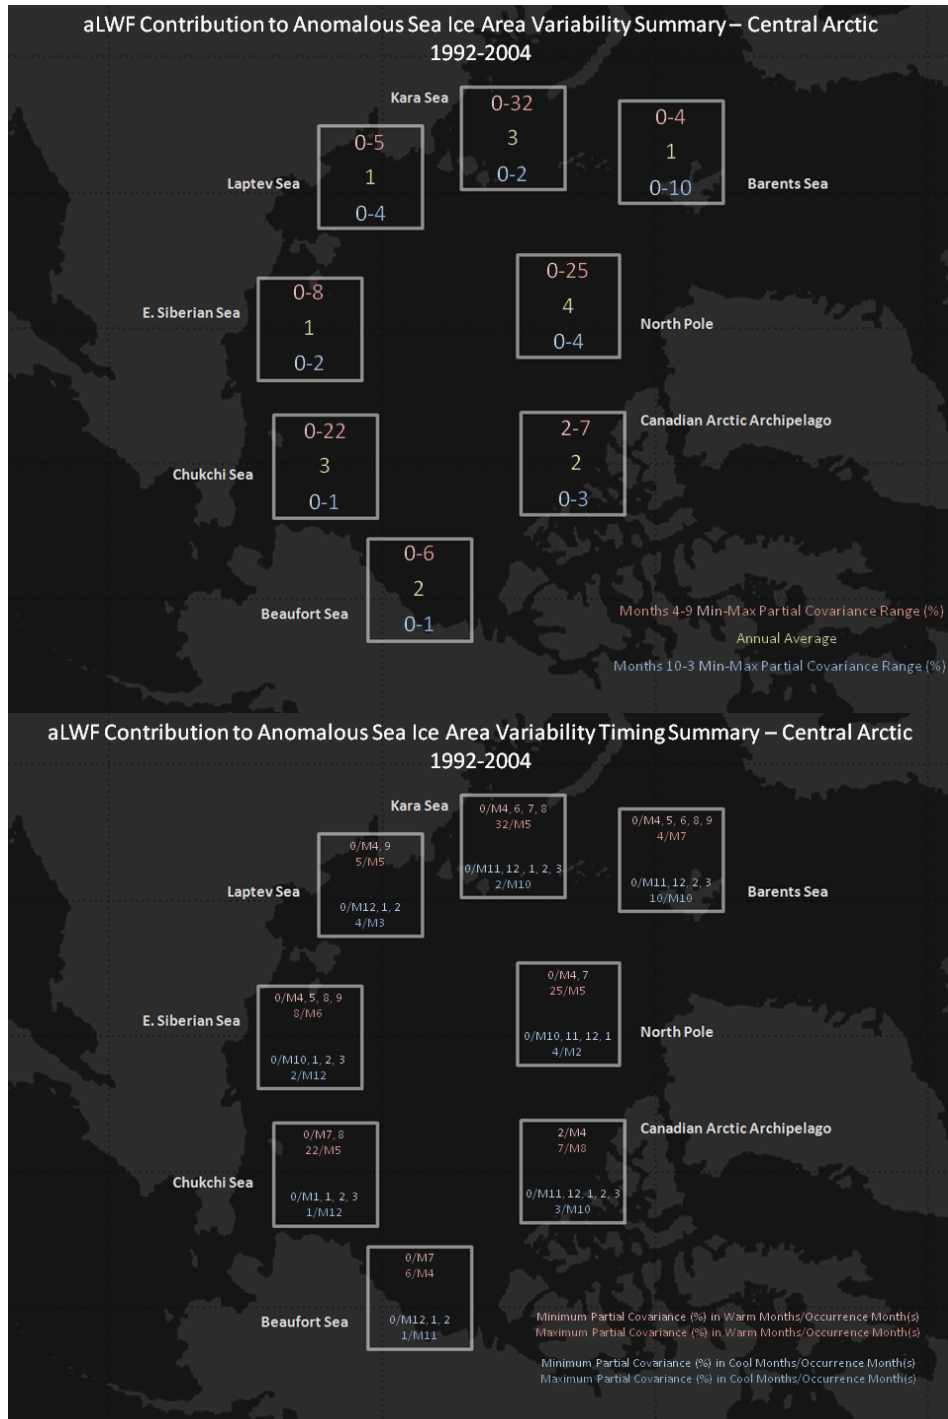 aLWF Contribution to Anomalous Sea Ice Area Variability Summary – Central Arctic
1992-2004
Kara Sea
0-32
3
0-2
0-4
1
0-10
Barents Sea
Laptev Sea
0-5
1
0-4
E. Siberian Sea
0-8
1
0-2
0-25
4
0-4
North Pole
Chukchi Sea
0-22
3
0-1
2-7
2
0-3
Canadian Arctic Archipelago
Beaufort Sea
0-6
2
0-1
Months 4-9 Min-Max Partial Covariance Range (%)
Annual Average
Months 10-3 Min-Max Partial Covariance Range (%)
aLWF Contribution to Anomalous Sea Ice Area Variability Timing Summary – Central Arctic
1992-2004
Kara Sea
0/M4, 6, 7, 8
32/M5
0/M11, 12, 1, 2, 3
2/M10
0/M4, 5, 6, 8, 9
4/M7
0/M11, 12, 2, 3
10/M10
Barents Sea
Laptev Sea
0/M4, 9
5/M5
0/M12, 1, 2
4/M3
E. Siberian Sea
0/M4, 5, 8, 9
8/M6
0/M10, 1, 2, 3
2/M12
0/M4, 7
25/M5
0/M10, 11, 12, 1
4/M2
North Pole
Chukchi Sea
0/M7, 8
22/M5
0/M1, 1, 2, 3
1/M12
2/M4
7/M8
0/M11, 12, 1, 2, 3
3/M10
Canadian Arctic Archipelago
Beaufort Sea
0/M7
6/M4
0/M12, 1, 2
1/M11
Minimum Partial Covariance (%) in Warm Months/Occurrence Month(s)
Maximum Partial Covariance (%) in Warm Months/Occurrence Month(s)
Minimum Partial Covariance (%) in Cool Months/Occurrence Month(s)
Maximum Partial Covariance (%) in Cool Months/Occurrence Month(s)